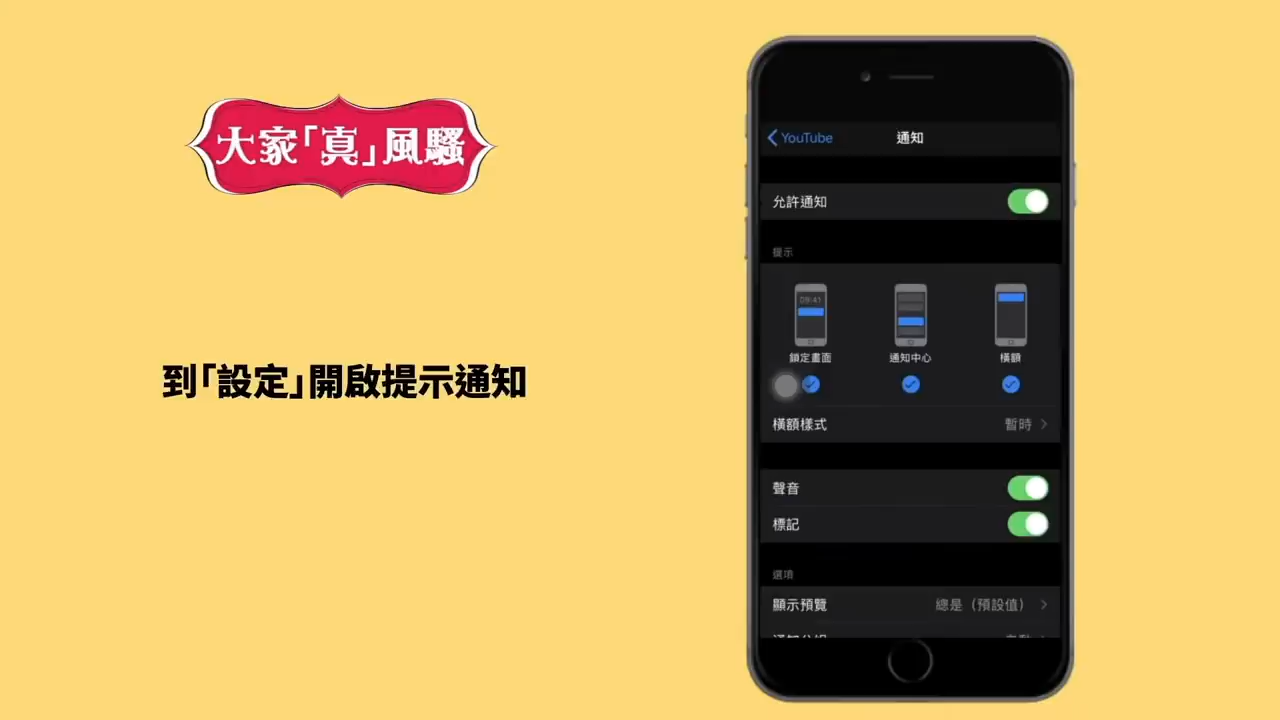 大家「真」風騷
到「設定」開啟提示通知
YouTube
通知
允許通知
提示
09:41
鎖定畫面
通知中心
橫額
橫額樣式
暫時
聲音
標記
選項
顯示預覽
總是（預設值）